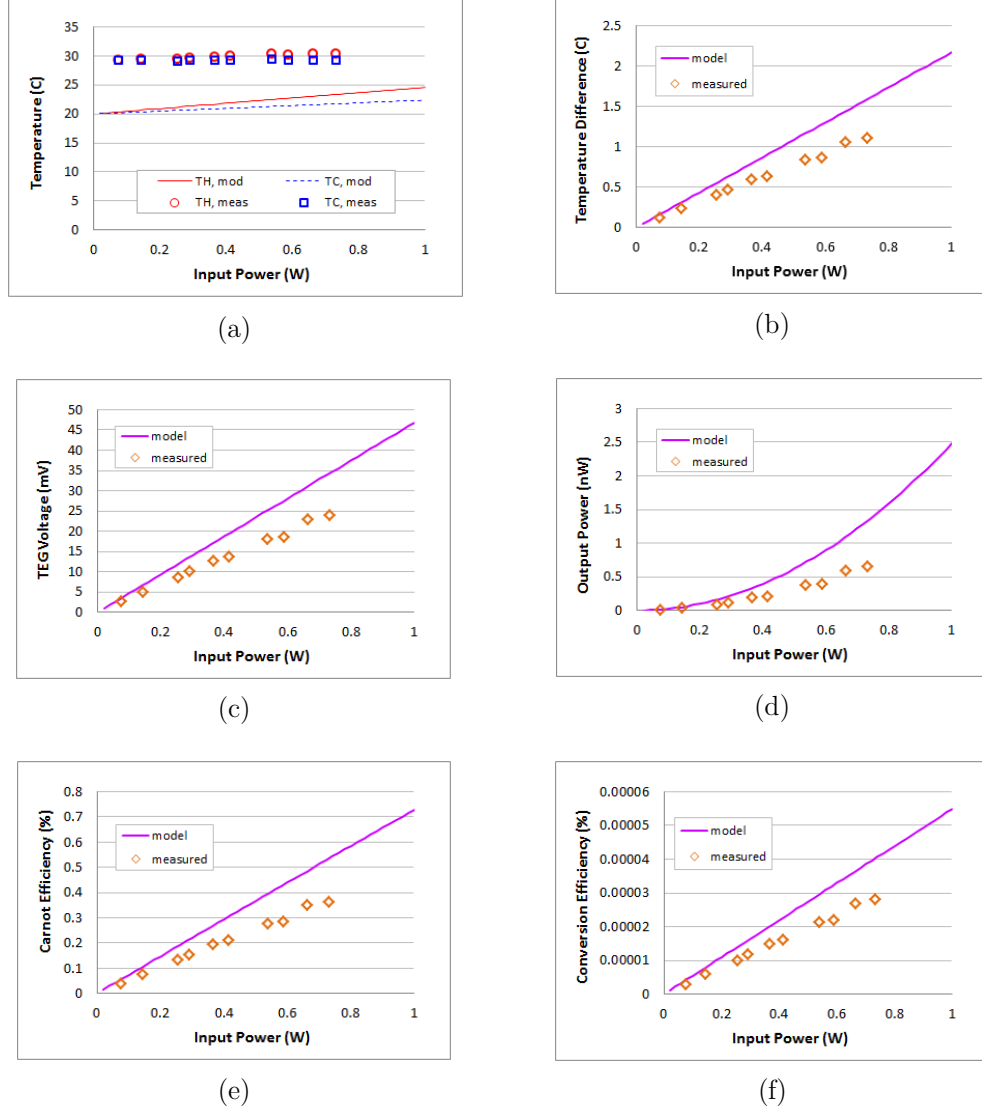 35
30
25
20
15
10
5
0
Temperature (C)
TH, mod TC, mod
TH, meas TC, meas
0 0.2 0.4 0.6 0.8 1
Input Power (W)
(a)
2.5
2
1.5
1
0.5
0
Temperature Difference (C)
model
measured
0 0.2 0.4 0.6 0.8 1
Input Power (W)
(b)
50
45
40
35
30
25
20
15
10
5
0
TEG Voltage (mV)
model
measured
0 0.2 0.4 0.6 0.8 1
Input Power (W)
(c)
3
2.5
2
1.5
1
0.5
0
Output Power (nW)
model
measured
0 0.2 0.4 0.6 0.8 1
Input Power (W)
(d)
0.8
0.7
0.6
0.5
0.4
0.3
0.2
0.1
0
Carnot Efficiency (%)
model
measured
0 0.2 0.4 0.6 0.8 1
Input Power (W)
(e)
0.00006
0.00005
0.00004
0.00003
0.00002
0.00001
0
Conversion Efficiency (%)
model
measured
0 0.2 0.4 0.6 0.8 1
Input Power (W)
(f)